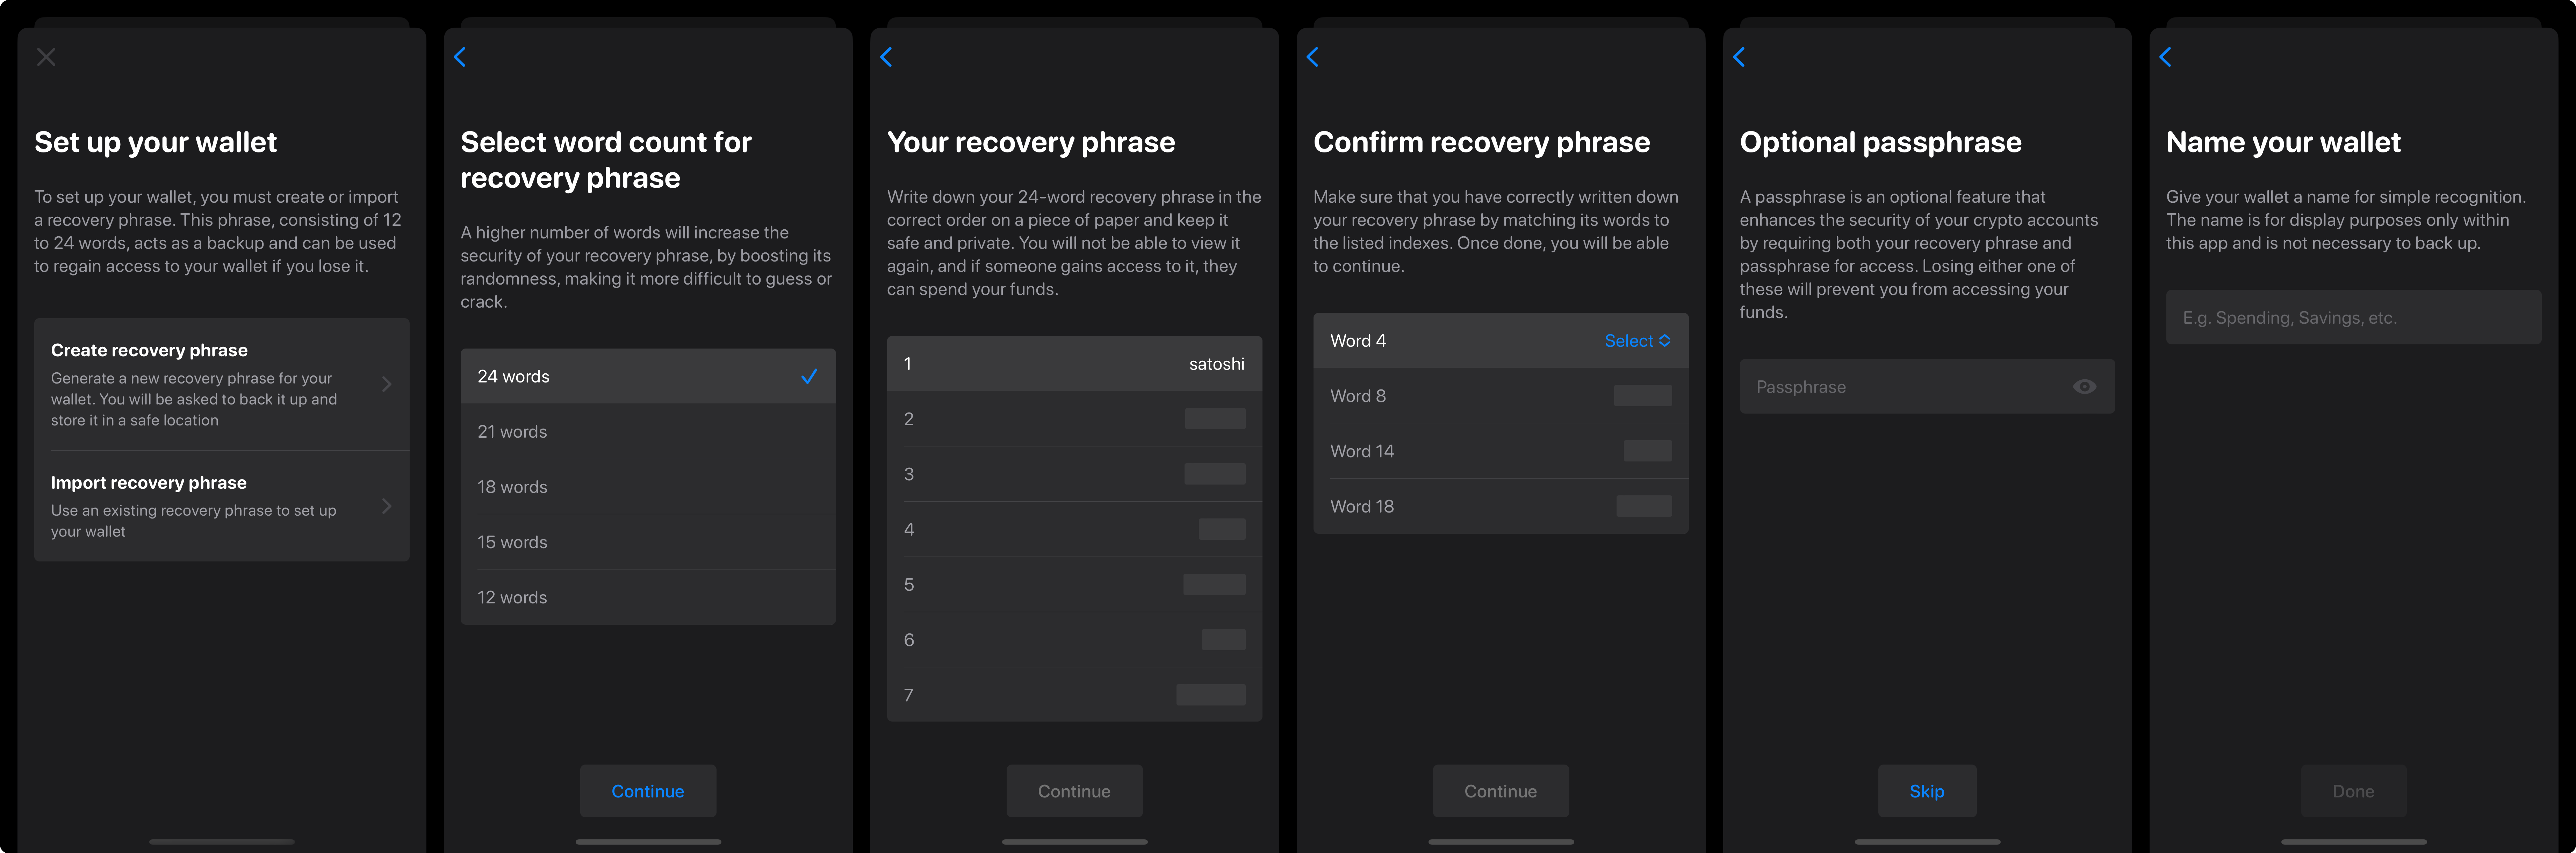 Set up your wallet
To set up your wallet, you must create or import
a recovery phrase. This phrase, consisting of 12
to 24 words, acts as a backup and can be used
to regain access to your wallet if you lose it.
Create recovery phrase
Generate a new recovery phrase for your
wallet. You will be asked to back it up and
store it in a safe location
Import recovery phrase
Use an existing recovery phrase to set up
your wallet
Select word count for
recovery phrase
A higher number of words will increase the
security of your recovery phrase, by boosting its
randomness, making it more difficult to guess or
crack.
24 words
21 words
18 words
15 words
12 words
Continue
Your recovery phrase
Write down your 24-word recovery phrase in the
correct order on a piece of paper and keep it
safe and private. You will not be able to view it
again, and if someone gains access to it, they
can spend your funds.
1 satoshi
2
3
4
5
6
7
Continue
Confirm recovery phrase
Make sure that you have correctly written down
your recovery phrase by matching its words to
the listed indexes. Once done, you will be able
to continue.
Word 4 Select
Word 8
Word 14
Word 18
Continue
Optional passphrase
A passphrase is an optional feature that
enhances the security of your crypto accounts
by requiring both your recovery phrase and
passphrase for access. Losing either one of
these will prevent you from accessing your
funds.
Passphrase
Skip
Name your wallet
Give your wallet a name for simple recognition.
The name is for display purposes only within
this app and is not necessary to back up.
E.g. Spending, Savings, etc.
Done